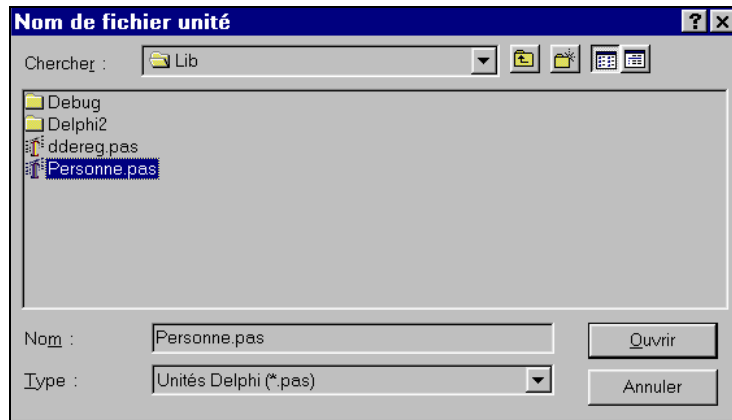 Nom de fichier unité
Chercher : Lib
Debug
Delphi2
ddereg.pas
Personne.pas
Nom : Personne.pas
Ouvrir
Type : Unités Delphi (*.pas)
Annuler